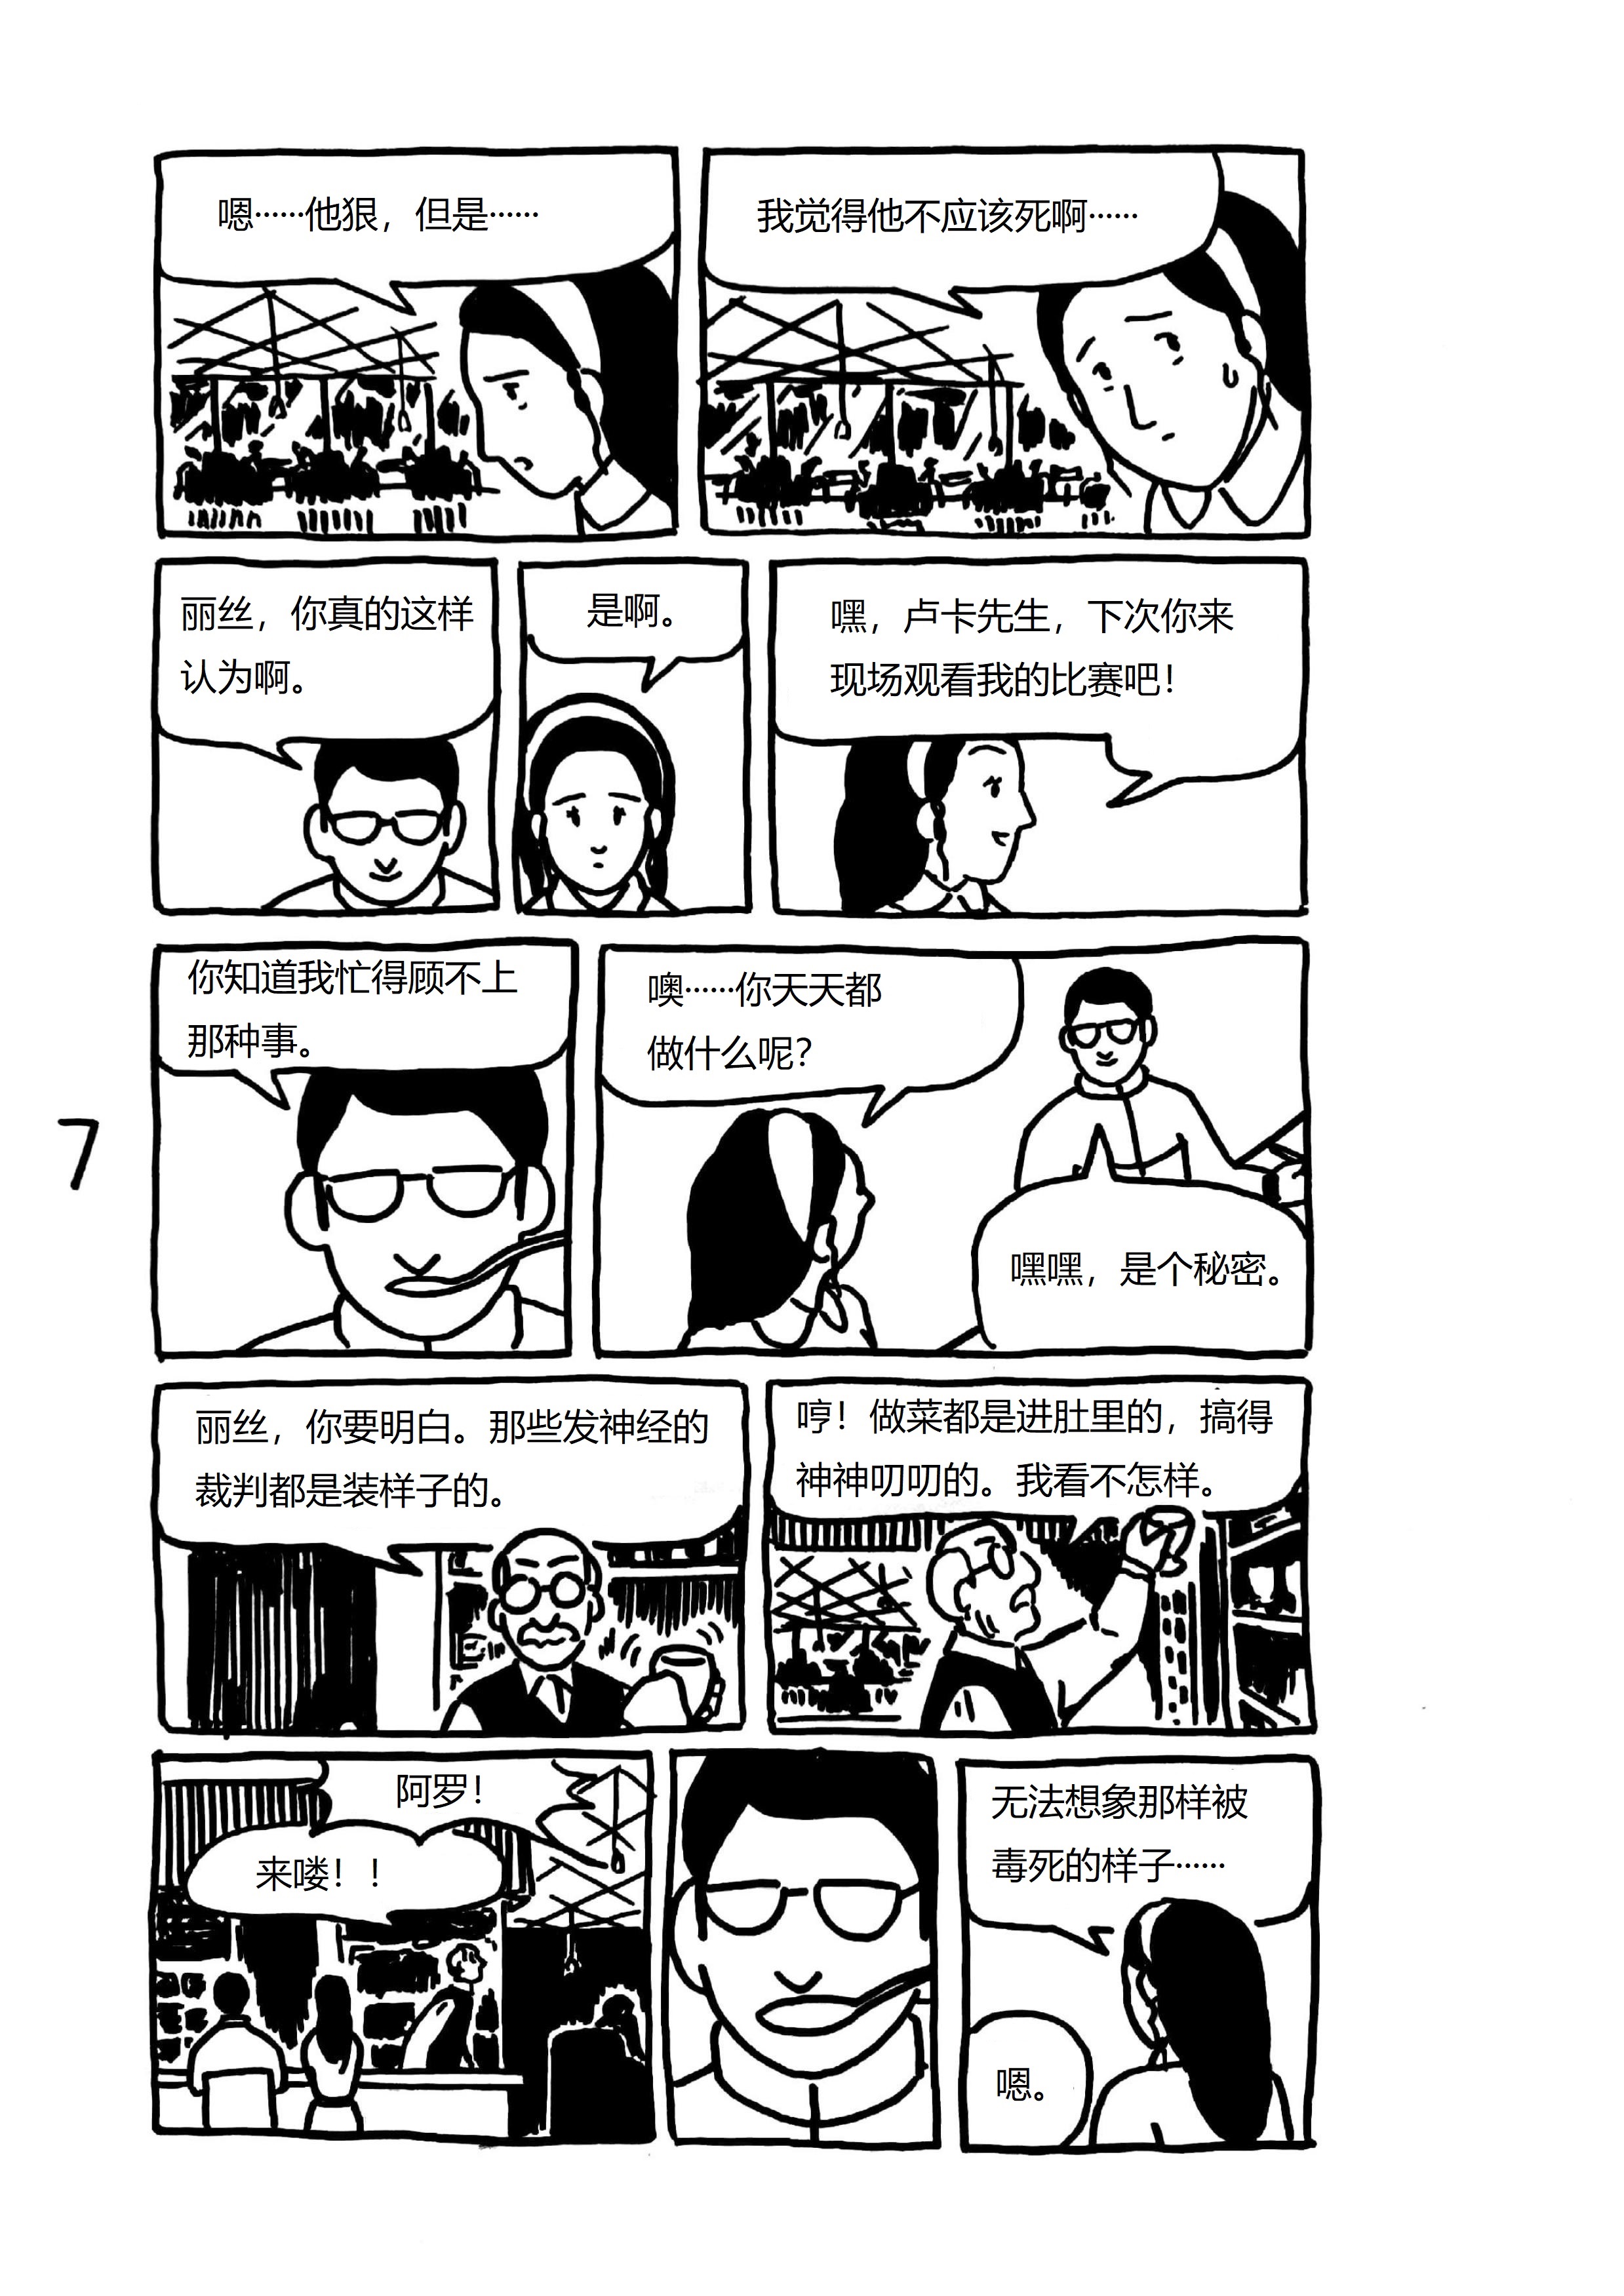 嗯……他狠，但是……
我觉得他不应该死啊……
丽丝，你真的这样
认为啊。
是啊。
嘿，卢卡先生，下次你来
现场观看我的比赛吧！
你知道我忙得顾不上
那种事。
噢……你天天都
做什么呢？
嘿嘿，是个秘密。
7
丽丝，你要明白。那些发神经的
裁判都是装样子的。
哼！做菜都是进肚里的，搞得
神神叨叨的。我看不怎样。
阿罗！
来喽！！
无法想象那样被
毒死的样子……
嗯。